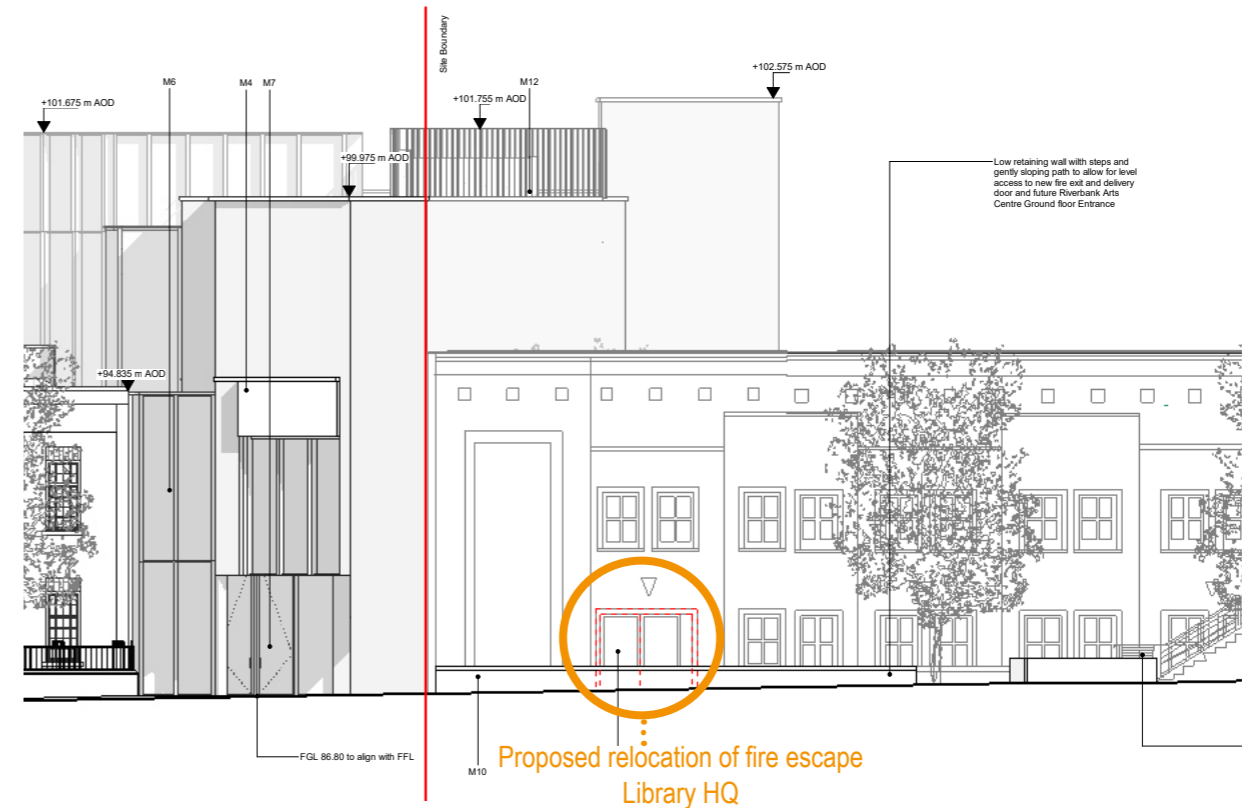 Site Boundary
+102.575 m AOD
M6
M4
M7
M12
+101.675 m AOD
+101.755 m AOD
+99.975 m AOD
Low retaining wall wilth steps and
gently sloping path to allow for level
access to new fire exit and delivery
door and future Riverbank Arts
Centre Ground floor Entrance
+94.835 m AOD
FGL 86.80 to align with FFL
M10
Proposed relocation of fire escape
Library HQ